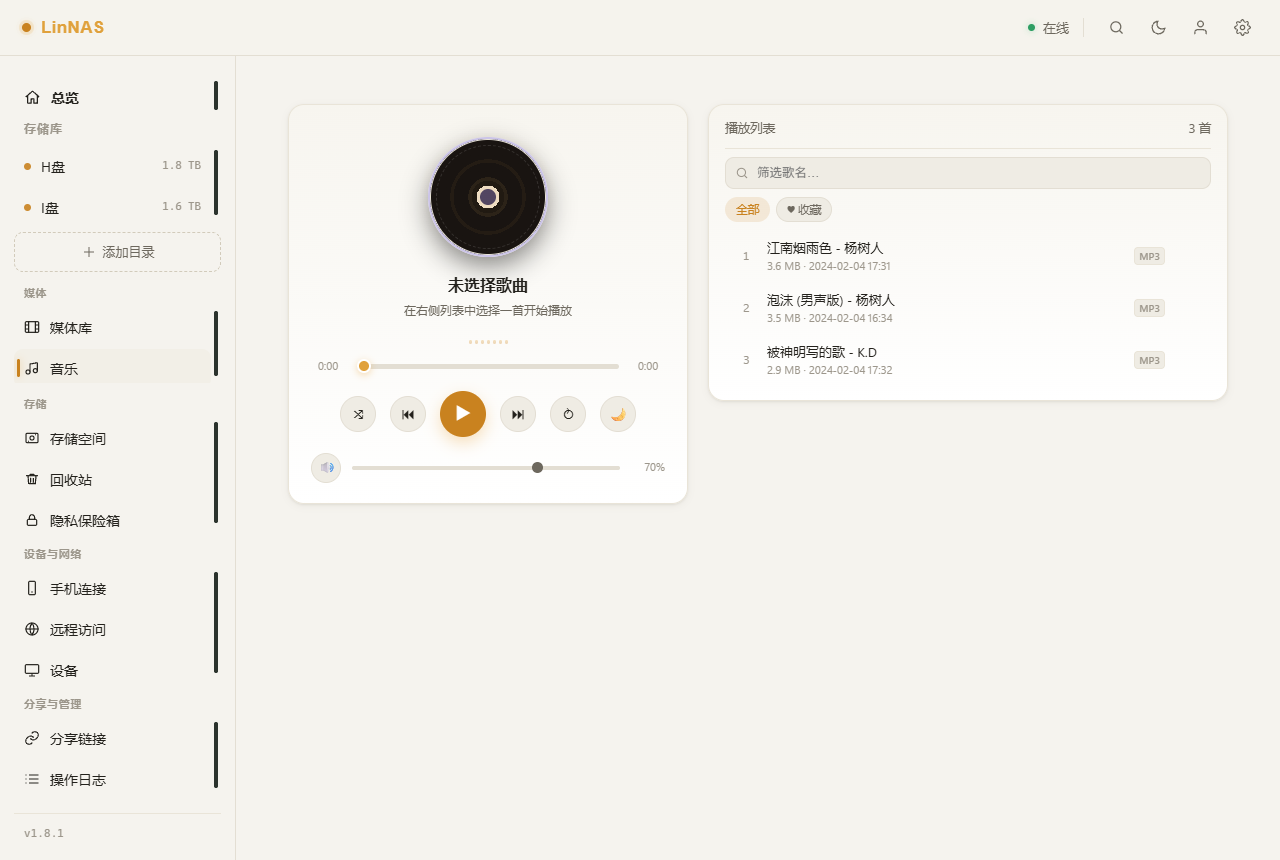 LinNAS
在线
总览
存储库
H盘 1.8 TB
I盘 1.6 TB
添加目录
媒体
媒体库
音乐
存储
存储空间
回收站
隐私保险箱
设备与网络
手机连接
远程访问
设备
分享与管理
分享链接
操作日志
v1.8.1
未选择歌曲
在右侧列表中选择一首开始播放
0:00 0:00
70%
播放列表 3 首
筛选歌名...
全部 收藏
1 江南烟雨色 - 杨树人 MP3
3.6 MB · 2024-02-04 17:31
2 泡沫 (男声版) - 杨树人 MP3
3.5 MB · 2024-02-04 16:34
3 被神明写的歌 - K.D MP3
2.9 MB · 2024-02-04 17:32